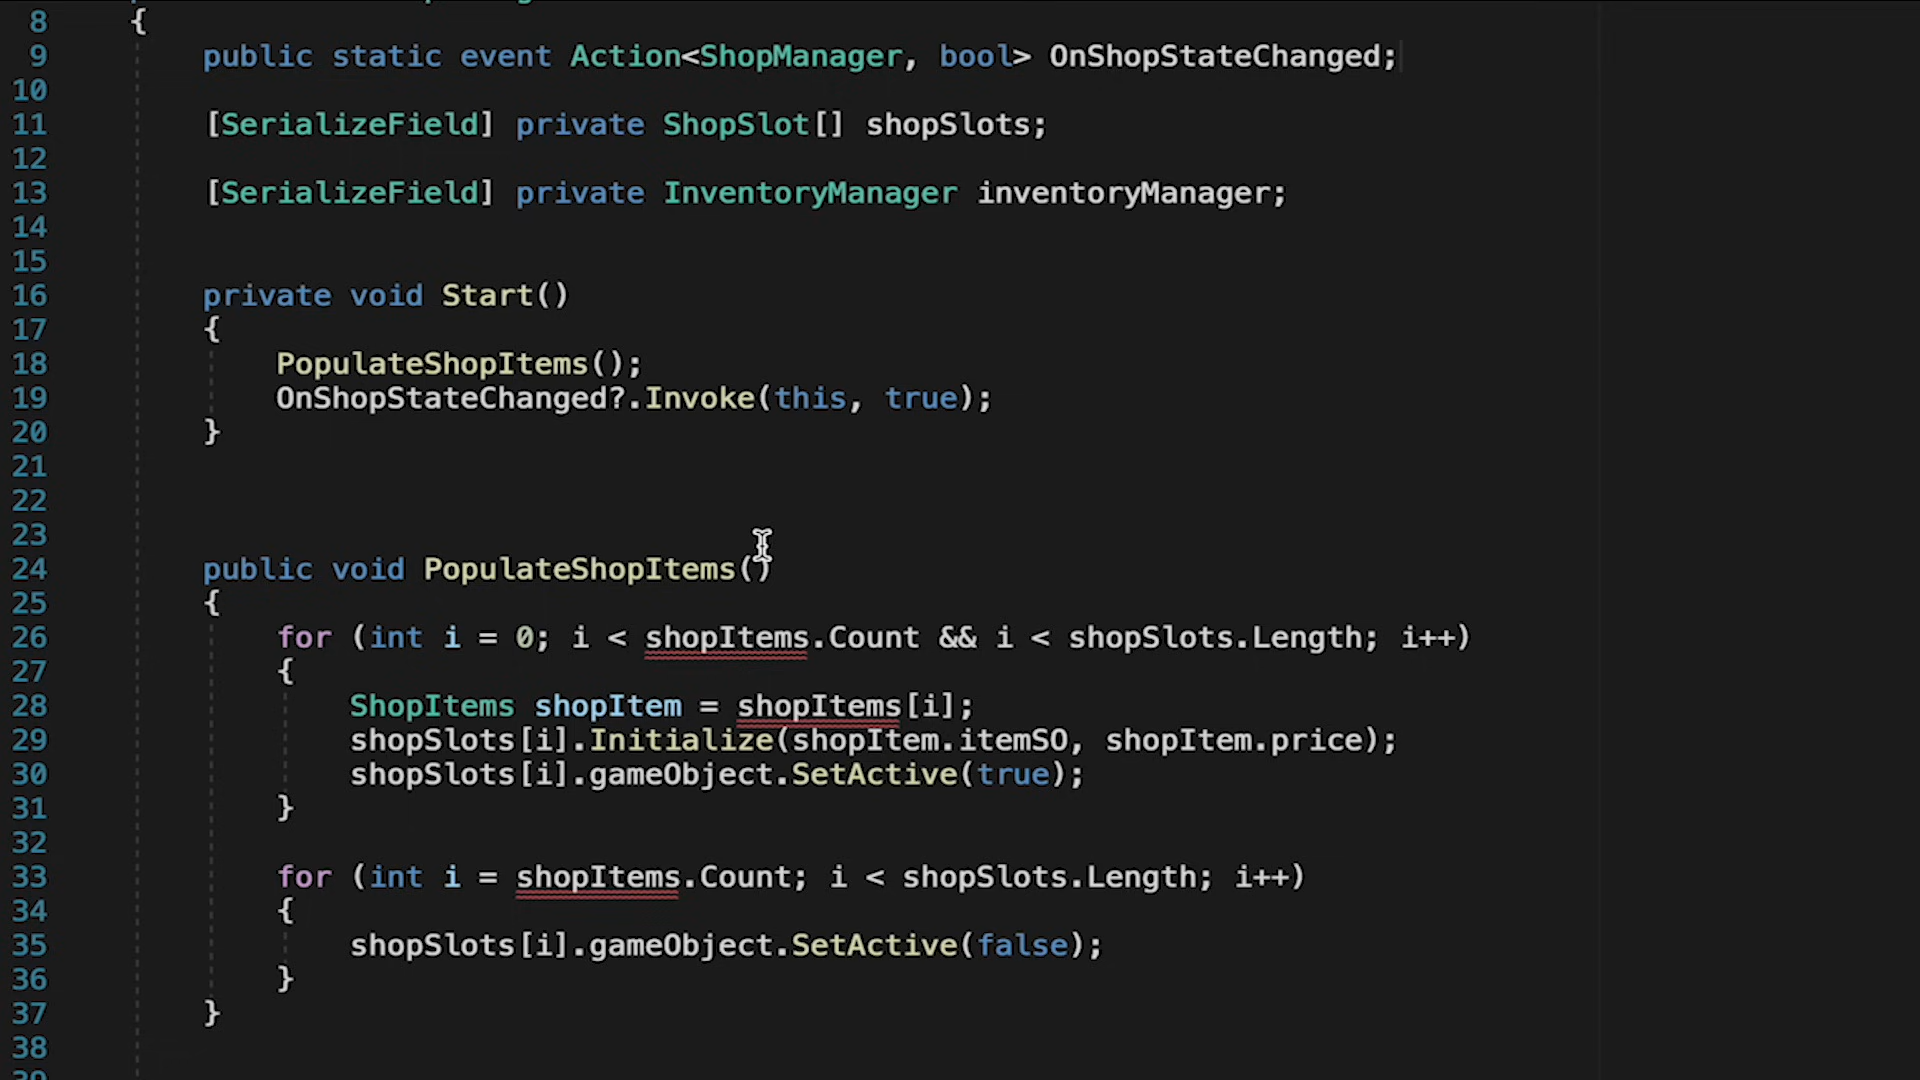 8 {
9 public static event Action<ShopManager, bool> OnShopStateChanged;
10
11 [SerializeField] private ShopSlot[] shopSlots;
12
13 [SerializeField] private InventoryManager inventoryManager;
14
15
16 private void Start()
17 {
18 PopulateShopItems();
19 OnShopStateChanged?.Invoke(this, true);
20 }
21
22
23
24 public void PopulateShopItems()
25 {
26 for (int i = 0; i < shopItems.Count && i < shopSlots.Length; i++)
27 {
28 ShopItems shopItem = shopItems[i];
29 shopSlots[i].Initialize(shopItem.itemSO, shopItem.price);
30 shopSlots[i].gameObject.SetActive(true);
31 }
32
33 for (int i = shopItems.Count; i < shopSlots.Length; i++)
34 {
35 shopSlots[i].gameObject.SetActive(false);
36 }
37 }
38